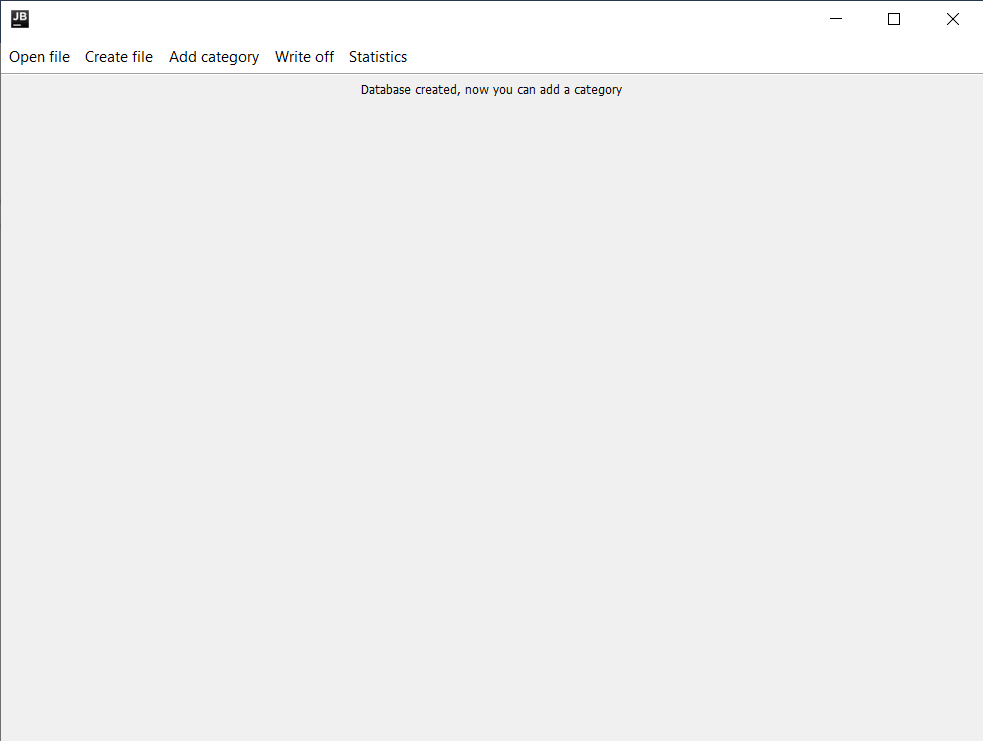 JB
Open file Create file Add category Write off Statistics
Database created, now you can add a category